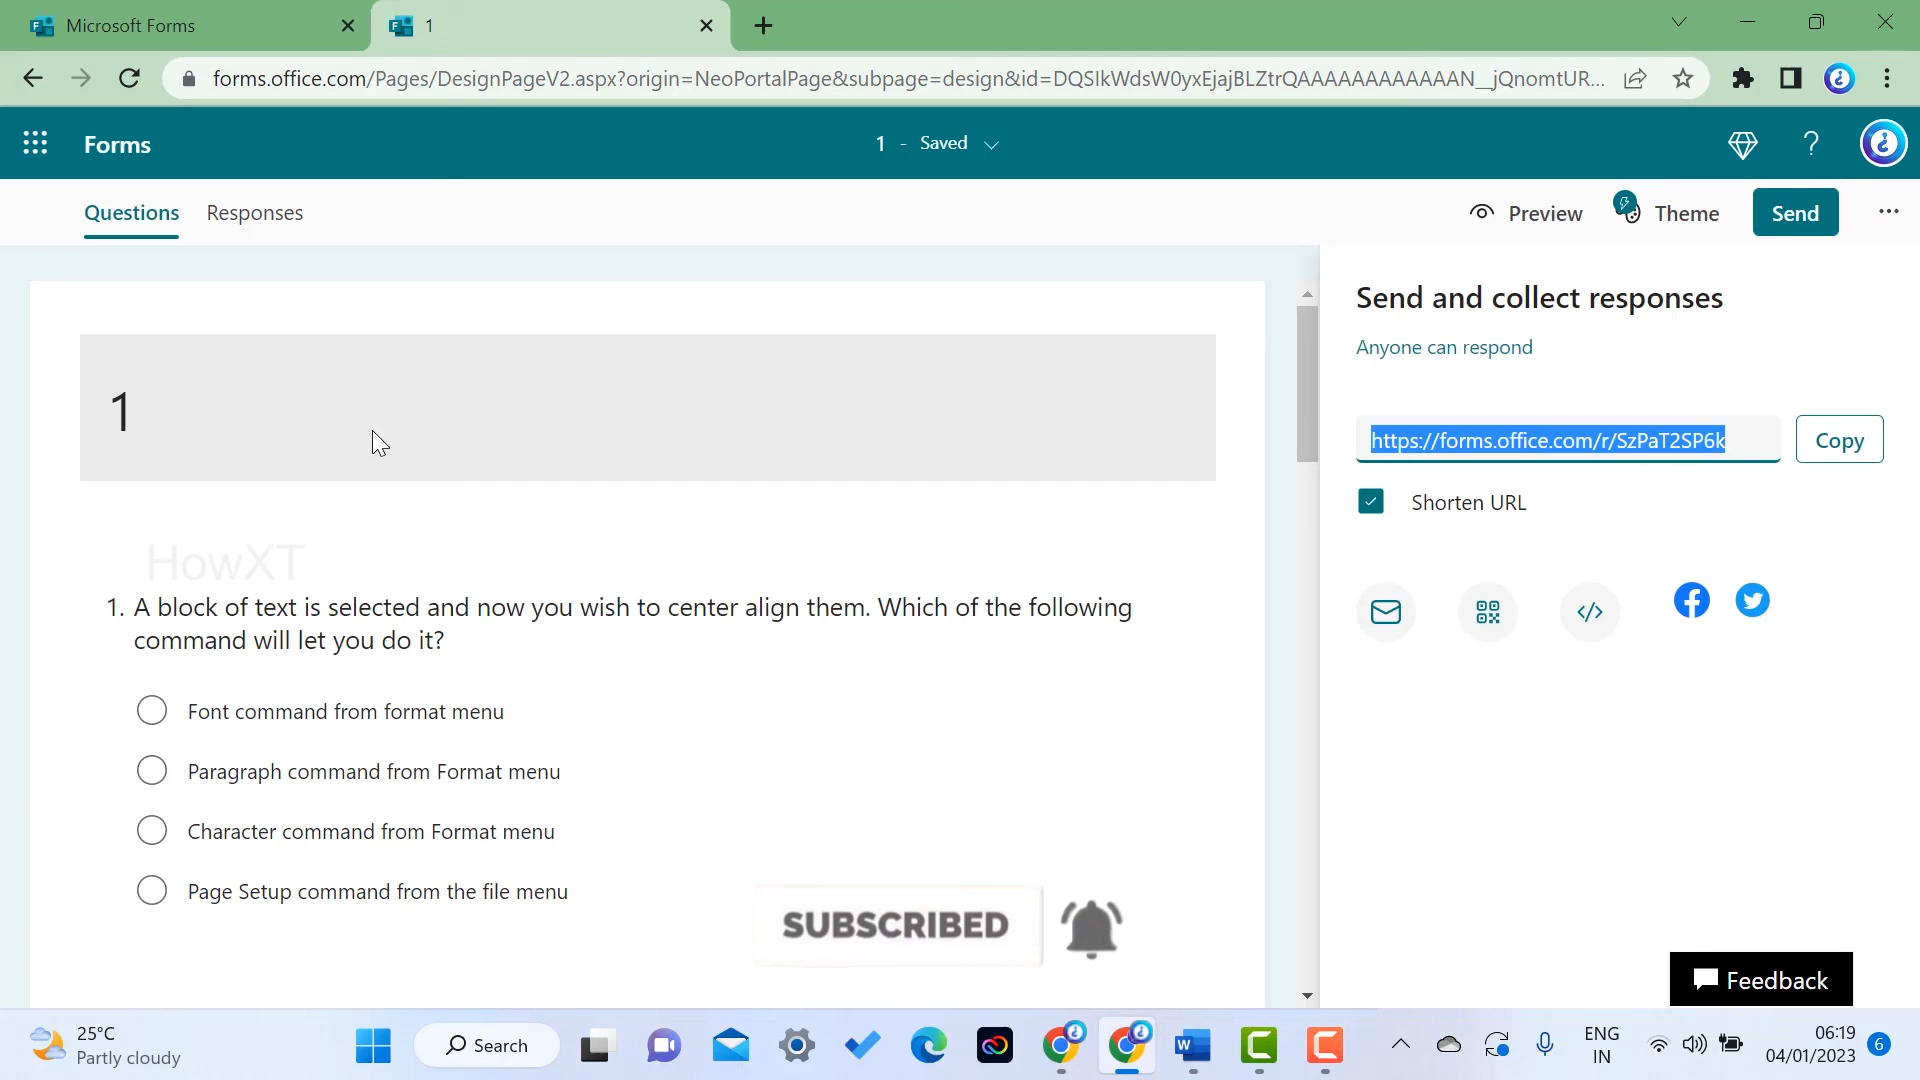 Microsoft Forms
1
forms.office.com/Pages/DesignPageV2.aspx?origin=NeoPortalPage&subpage=design&id=DQSIkWdsW0yxEjajBLZtrQAAAAAAAAAAAAN__jQnomtUR...
Forms
1 - Saved
?
Questions
Responses
Preview
Theme
Send
Send and collect responses
Anyone can respond
https://forms.office.com/r/SzPaT2SP6k
Copy
Shorten URL
1
HowXT
1. A block of text is selected and now you wish to center align them. Which of the following
command will let you do it?
Font command from format menu
Paragraph command from Format menu
Character command from Format menu
Page Setup command from the file menu
SUBSCRIBED
Feedback
25°C
Partly cloudy
Search
ENG
IN
06:19
04/01/2023
6